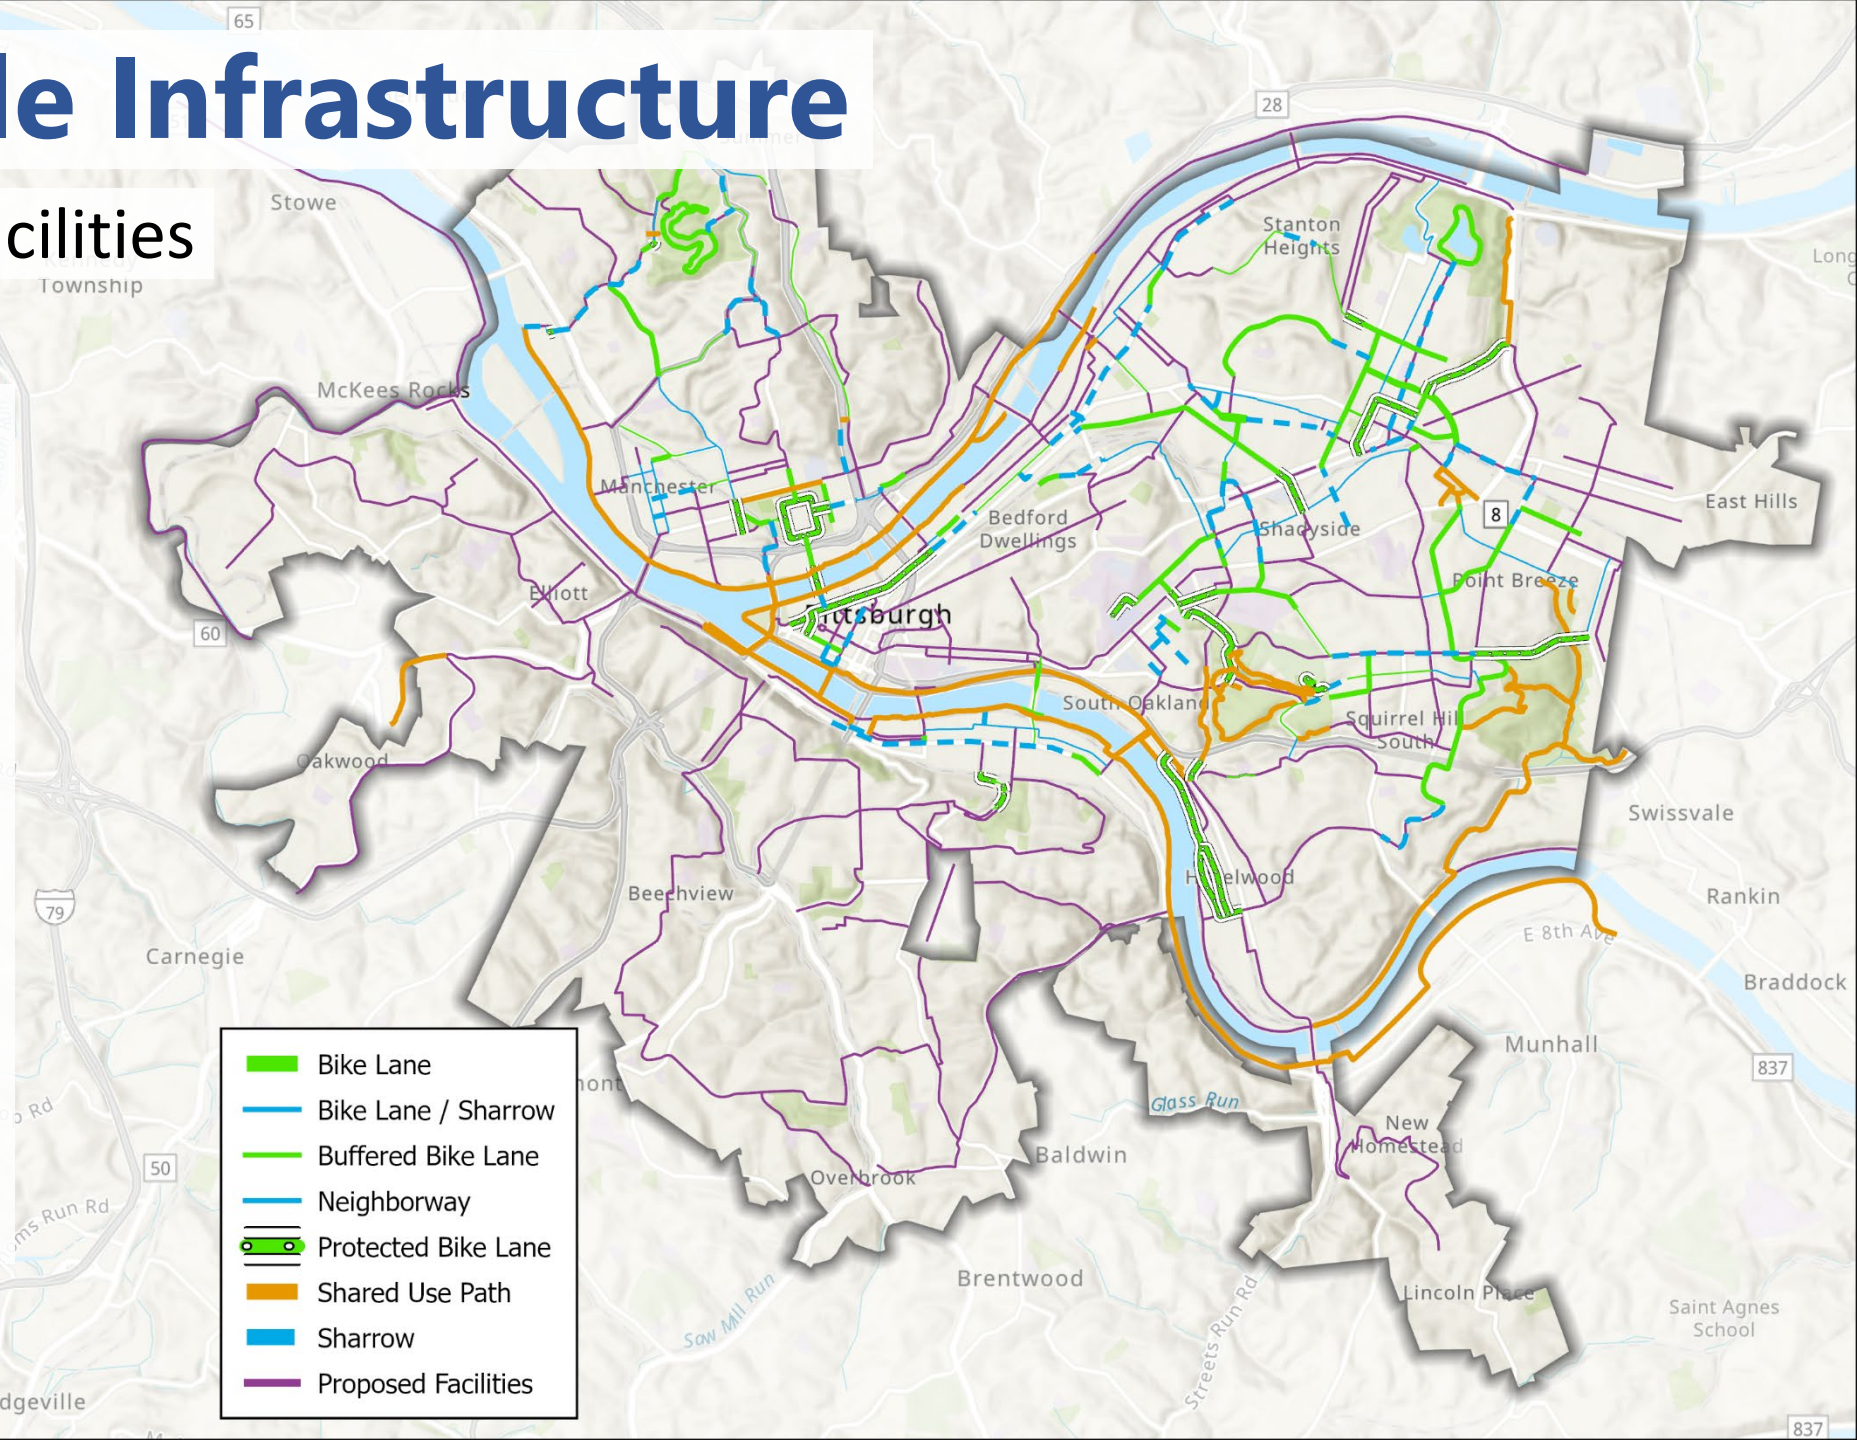 le Infrastructure
cilities
65
28
Stowe
Township
Stanton
Heights
McKees Rocks
Manchester
Bedford
Dwellings
Shadyside
8
East Hills
Elliott
Point Breeze
60
Pittsburgh
South Oakland
Squirrel Hill
South
Oakwood
Swissvale
Hazelwood
Beechview
79
Rankin
E 8th Ave
Carnegie
Braddock
Munhall
837
mont
Glass Run
New
Homestead
Baldwin
50
Overbrook
oms Run Rd
Brentwood
Saw Mill Run
Streets Run Rd
Lincoln Place
Saint Agnes
School
dgeville
837
Bike Lane
Bike Lane / Sharrow
Buffered Bike Lane
Neighborway
Protected Bike Lane
Shared Use Path
Sharrow
Proposed Facilities